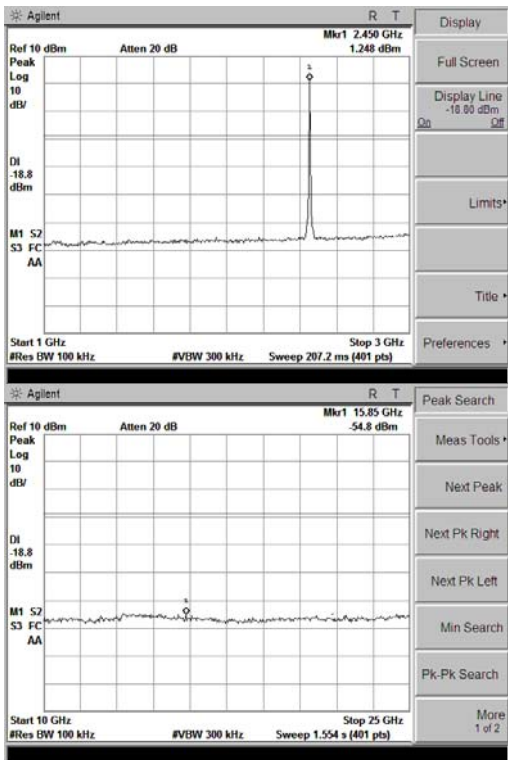 Agilent R T
Mkr1 2.450 GHz
Ref 10 dBm Atten 20 dB 1.248 dBm
Peak
Log
10
dB/
1
DI
-18.8
dBm
M1 S2
S3 FC
AA
Start 1 GHz Stop 3 GHz
#Res BW 100 kHz #VBW 300 kHz Sweep 207.2 ms (401 pts)
Display
Full Screen
Display Line
-18.80 dBm
On Off
Limits
Title
Preferences
Agilent R T
Mkr1 15.85 GHz
Ref 10 dBm Atten 20 dB -54.8 dBm
Peak
Log
10
dB/
1
DI
-18.8
dBm
M1 S2
S3 FC
AA
Start 10 GHz Stop 25 GHz
#Res BW 100 kHz #VBW 300 kHz Sweep 1.554 s (401 pts)
Peak Search
Meas Tools
Next Peak
Next Pk Right
Next Pk Left
Min Search
Pk-Pk Search
More
1 of 2